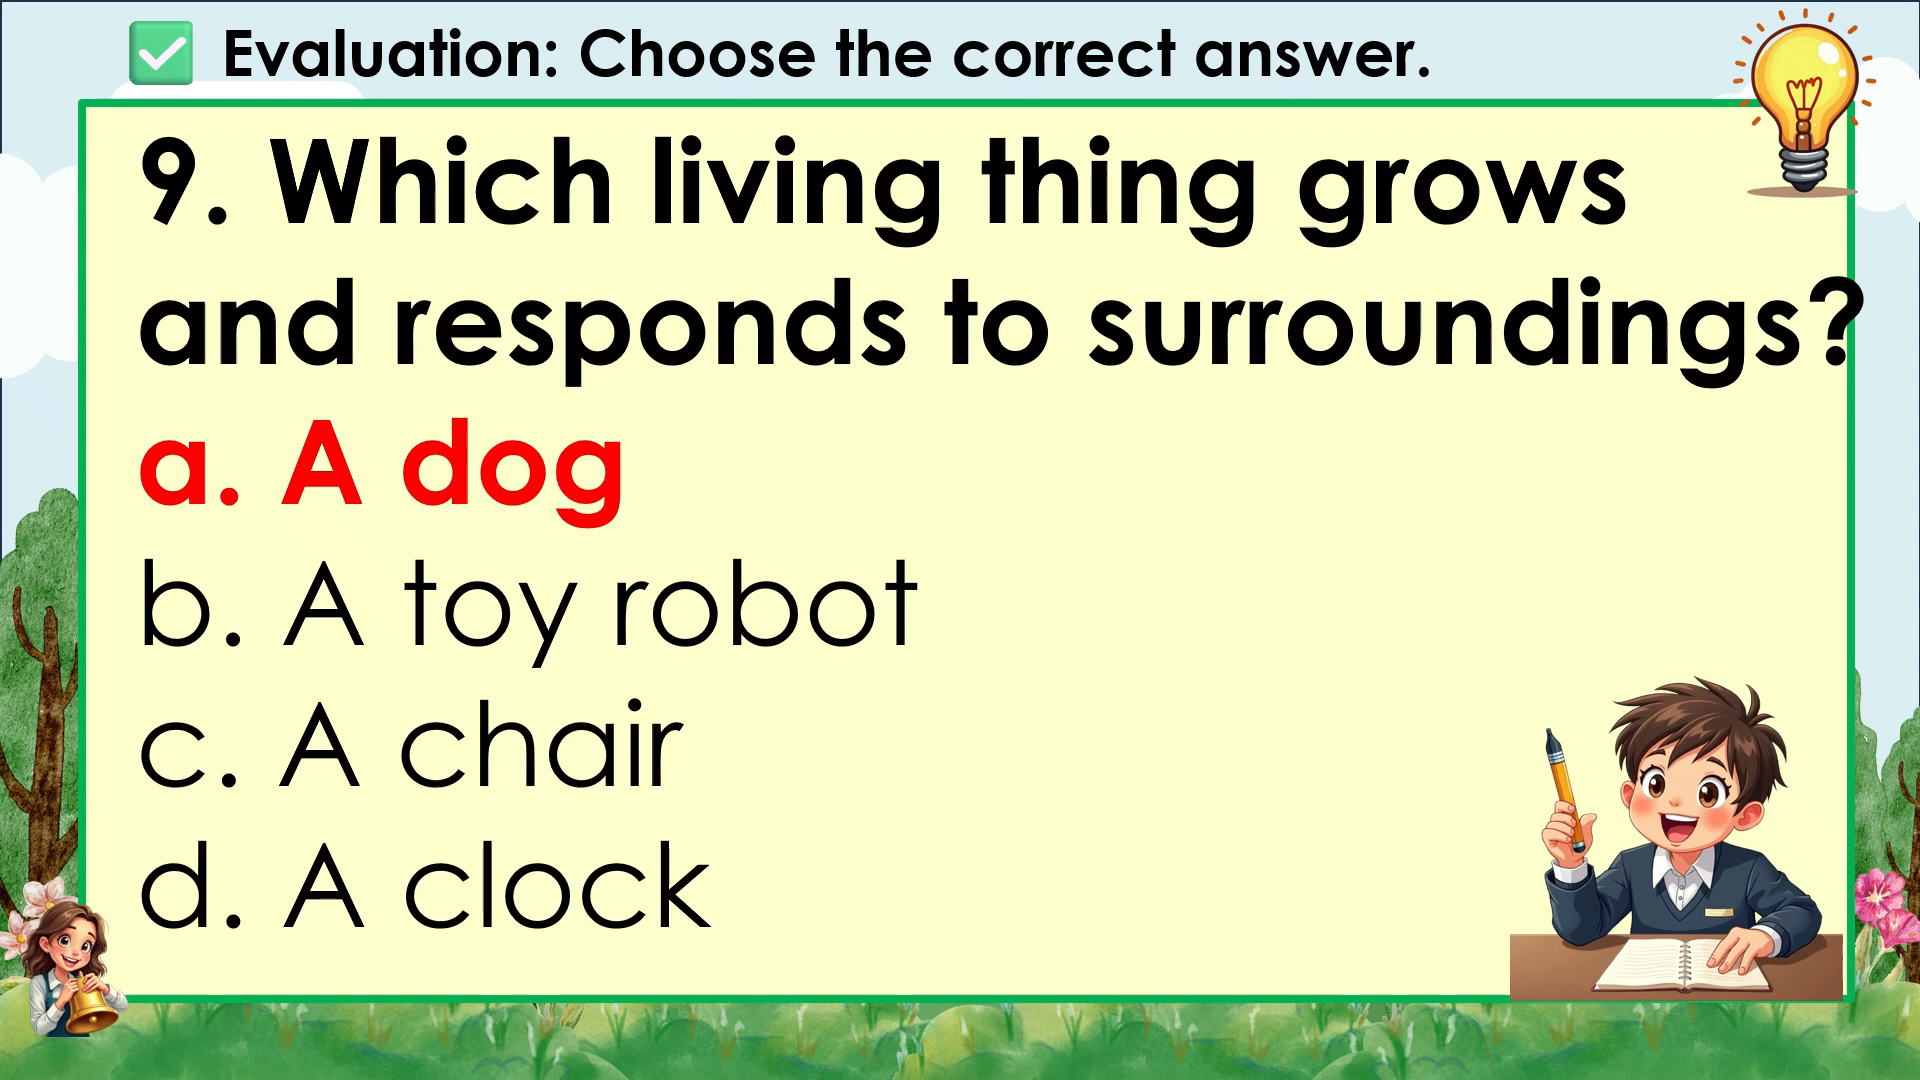 Evaluation: Choose the correct answer.
9. Which living thing grows
and responds to surroundings?
a. A dog
b. A toy robot
c. A chair
d. A clock